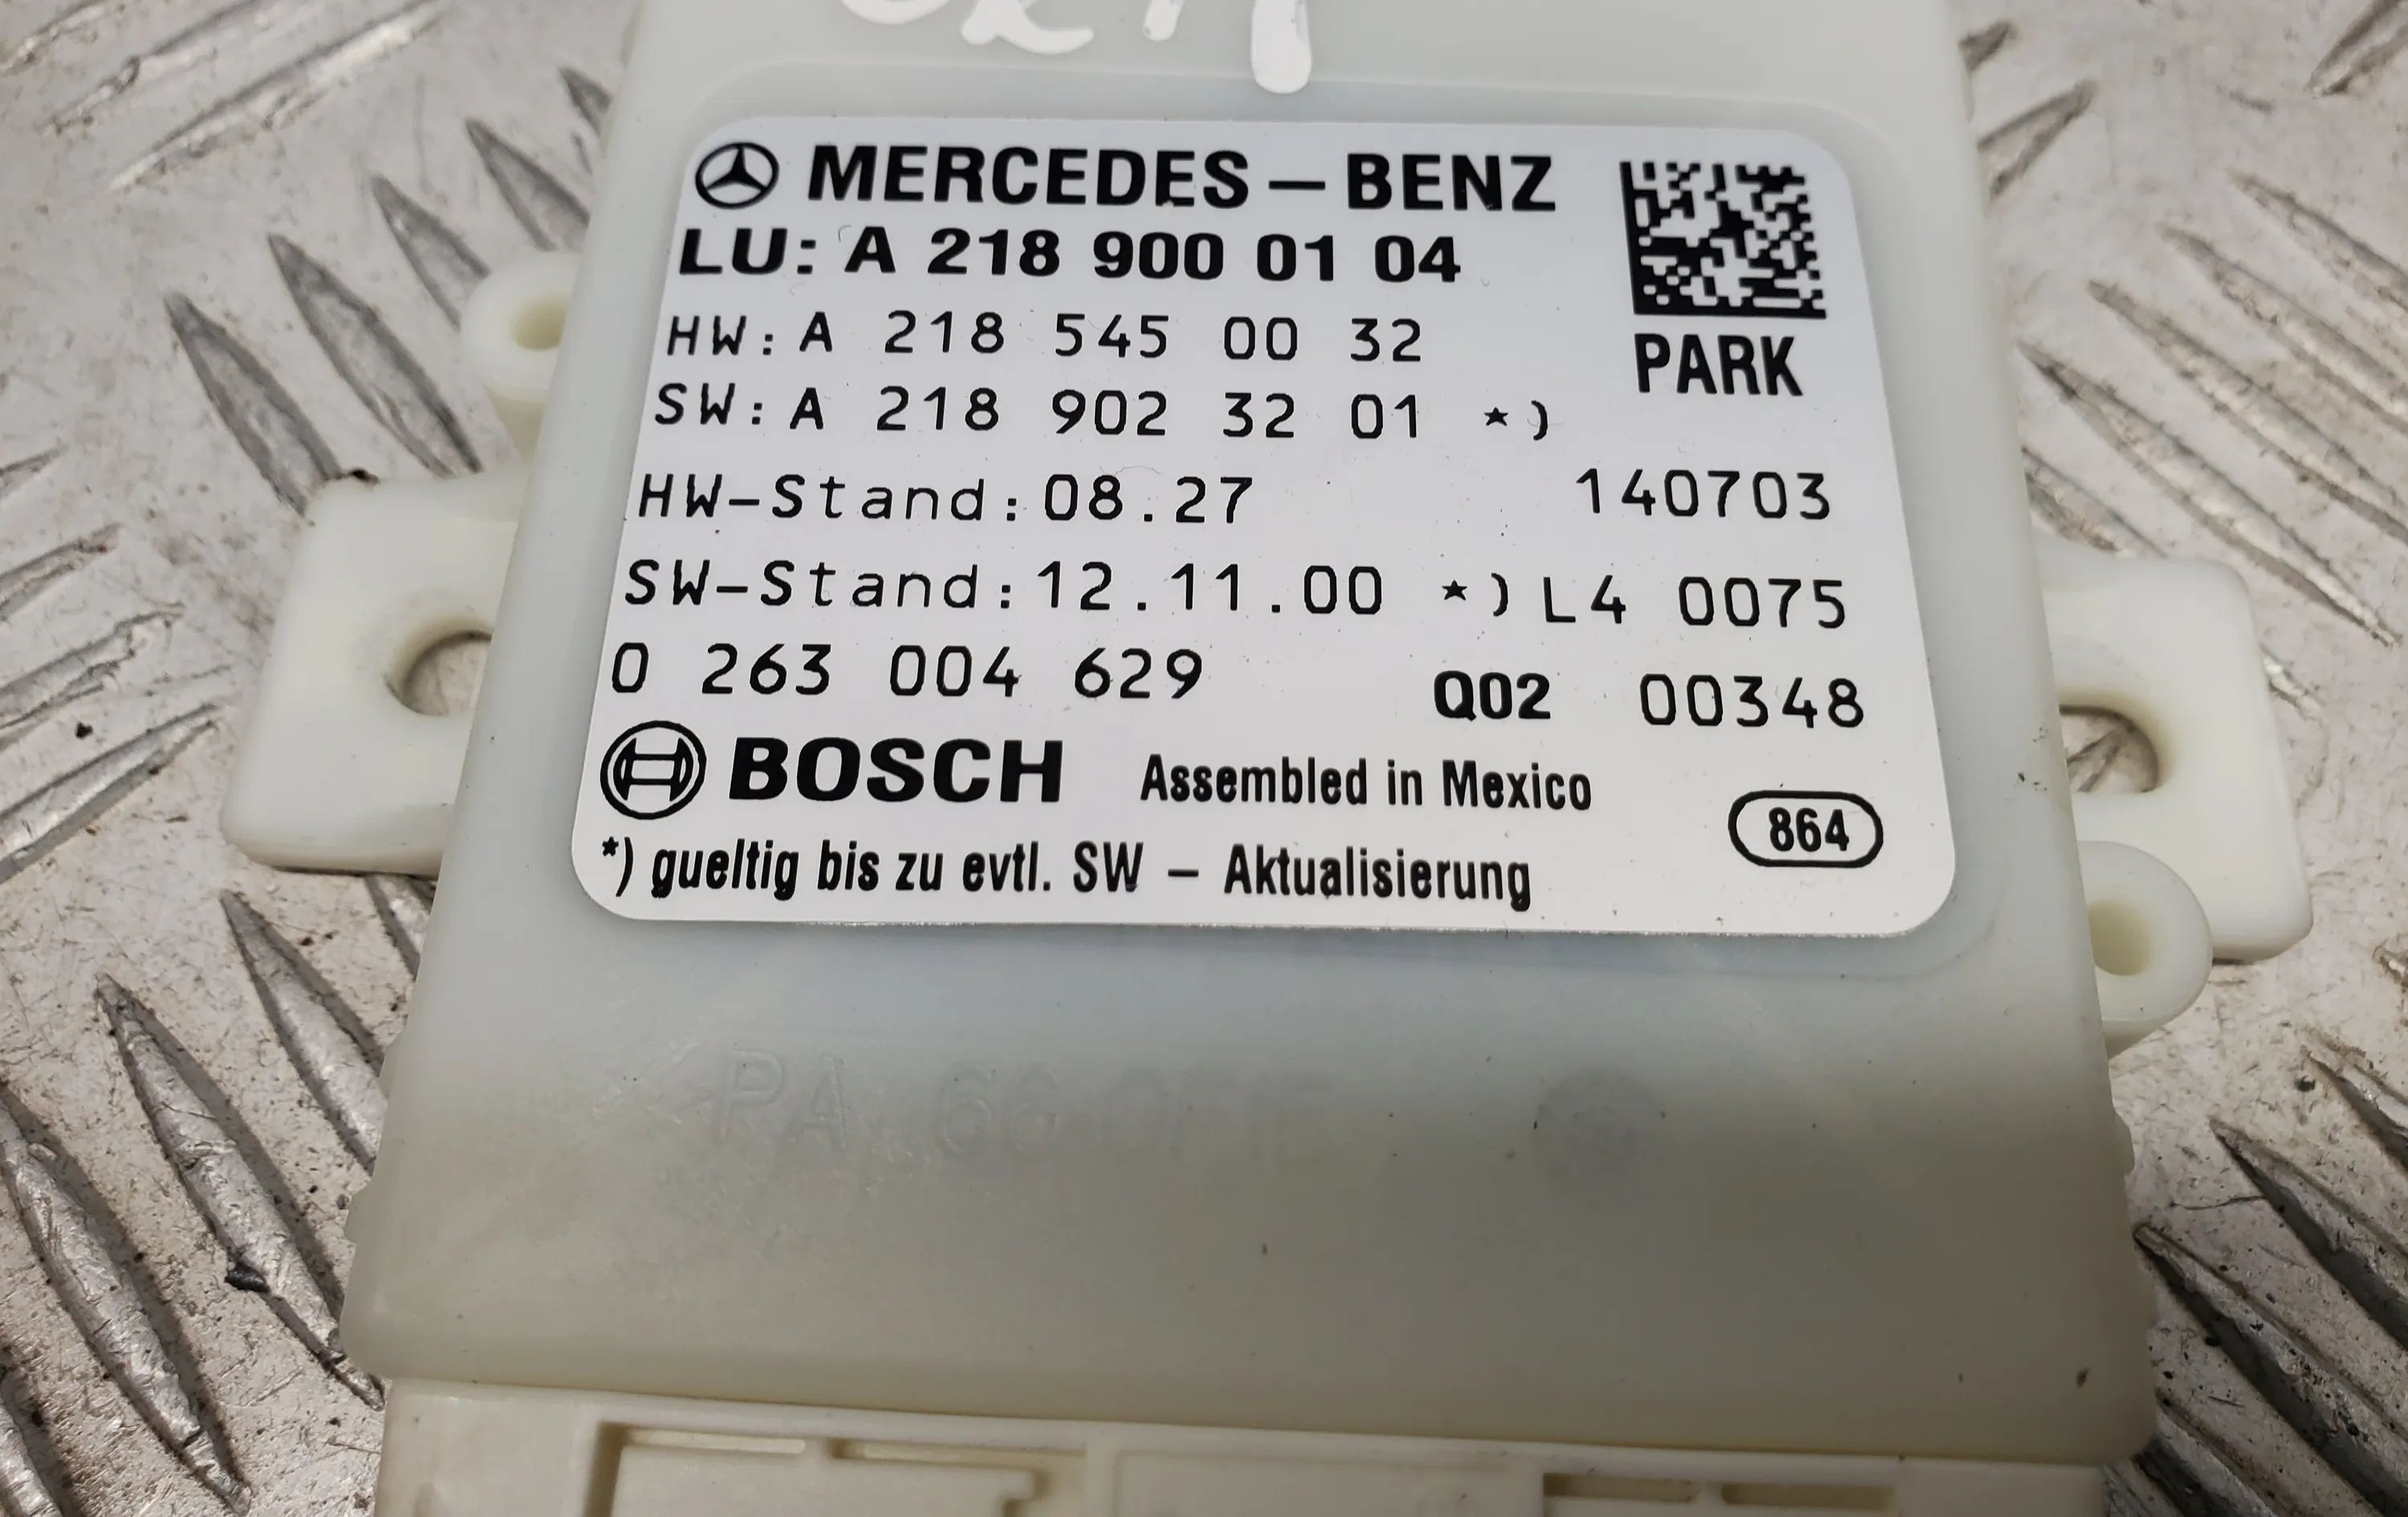 MERCEDES – BENZ
LU: A 218 900 01 04
HW: A 218 545 00 32
PARK
SW: A 218 902 32 01 *)
HW-Stand: 08.27 140703
SW-Stand: 12.11.00 *) L4 0075
0 263 004 629 Q02 00348
BOSCH Assembled in Mexico
864
*) gueltig bis zu evtl. SW – Aktualisierung
PA 66